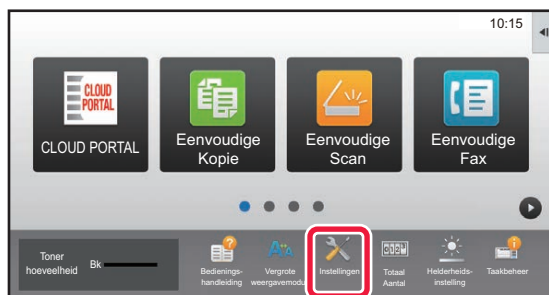 10:15
CLOUD
PORTAL
CLOUD PORTAL
Eenvoudige
Kopie
Eenvoudige
Scan
Eenvoudige
Fax
Toner
hoeveelheid
Bk
Bedienings-
handleiding
Vergrote
weergavemodus
Instellingen
Totaal
Aantal
Helderheids-
instelling
Taakbeheer